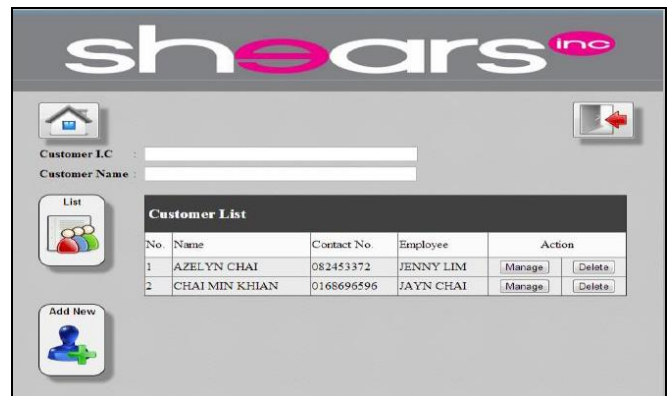 shears inc
Customer I.C :
Customer Name :
List
Customer List
No. Name Contact No. Employee Action
1 AZELYN CHAI 082453372 JENNY LIM Manage Delete
2 CHAI MIN KHIAN 0168696596 JAYN CHAI Manage Delete
Add New